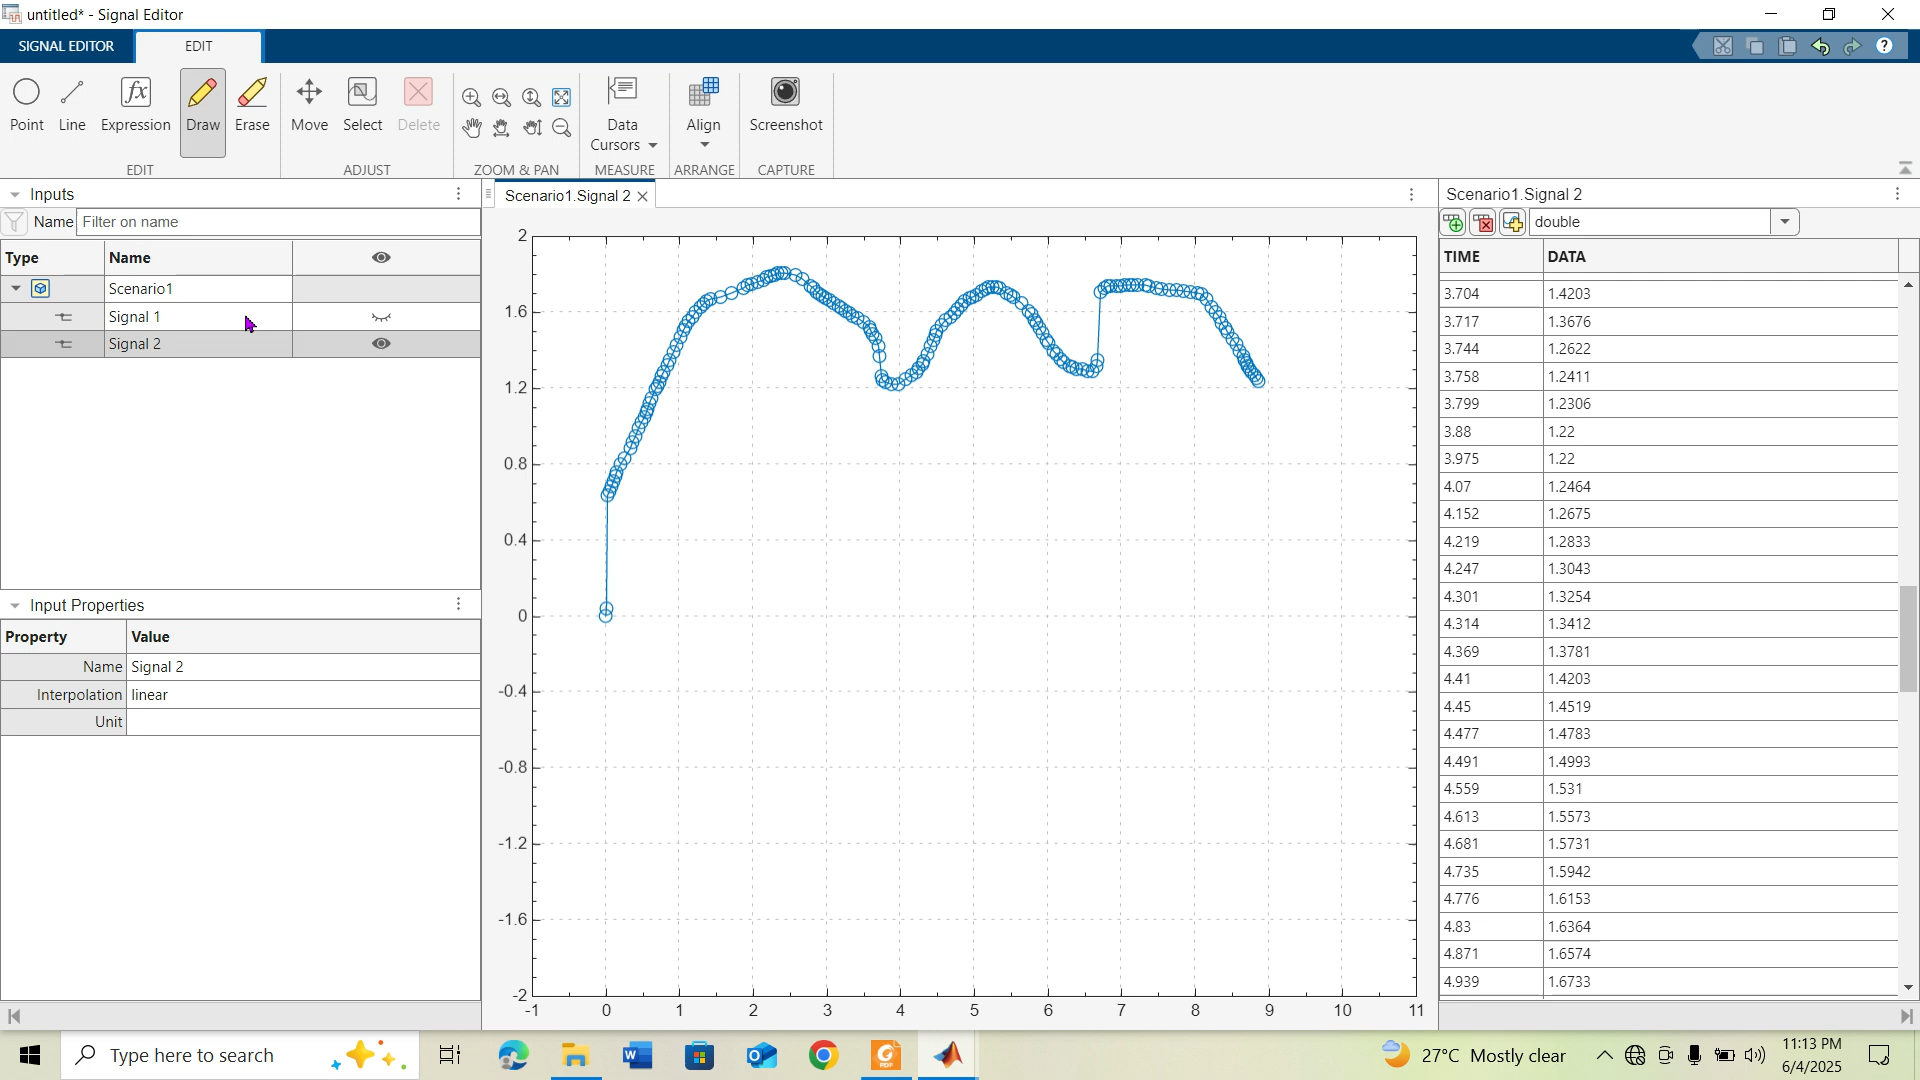 untitled* - Signal Editor
SIGNAL EDITOR
EDIT
Point
Line
Expression
Draw
Erase
Move
Select
Delete
Data
Cursors
Align
Screenshot
EDIT
ADJUST
ZOOM & PAN
MEASURE
ARRANGE
CAPTURE
Inputs
Name
Filter on name
Type
Name
Scenario1
Signal 1
Signal 2
Input Properties
Property
Value
Name
Signal 2
Interpolation
linear
Unit
Scenario1.Signal 2
2
1.6
1.2
0.8
0.4
0
-0.4
-0.8
-1.2
-1.6
-2
-1 0 1 2 3 4 5 6 7 8 9 10 11
Scenario1.Signal 2
double
TIME DATA
3.704 1.4203
3.717 1.3676
3.744 1.2622
3.758 1.2411
3.799 1.2306
3.88 1.22
3.975 1.22
4.07 1.2464
4.152 1.2675
4.219 1.2833
4.247 1.3043
4.301 1.3254
4.314 1.3412
4.369 1.3781
4.41 1.4203
4.45 1.4519
4.477 1.4783
4.491 1.4993
4.559 1.531
4.613 1.5573
4.681 1.5731
4.735 1.5942
4.776 1.6153
4.83 1.6364
4.871 1.6574
4.939 1.6733
Type here to search
27°C Mostly clear
11:13 PM
6/4/2025